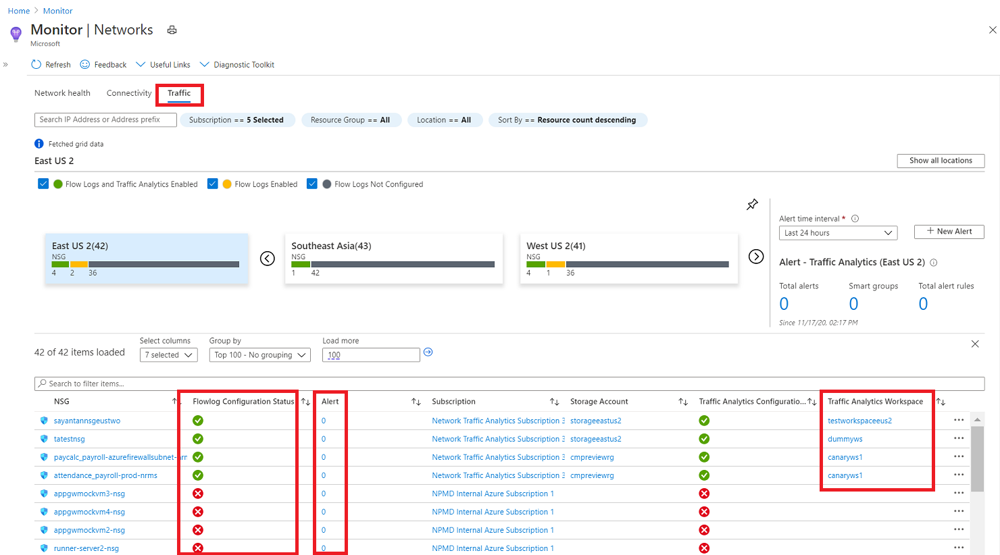 Home > Monitor
Monitor | Networks
Microsoft
» Refresh Feedback Useful Links Diagnostic Toolkit
Network health Connectivity Traffic
Search IP Address or Address prefix Subscription == 5 Selected Resource Group == All Location == All Sort By == Resource count descending
Fetched grid data
East US 2 Show all locations
Flow Logs and Traffic Analytics Enabled Flow Logs Enabled Flow Logs Not Configured
Alert time interval *
Last 24 hours + New Alert
East US 2(42) Southeast Asia(43) West US 2(41)
NSG NSG NSG
4 2 36 1 42 4 1 36
Alert - Traffic Analytics (East US 2)
Total alerts Smart groups Total alert rules
0 0 0
Since 11/17/20, 02:17 PM
Select columns Group by Load more
42 of 42 items loaded 7 selected Top 100 - No grouping 100
Search to filter items...
NSG Flowlog Configuration Status Alert Subscription Storage Account Traffic Analytics Configuratio... Traffic Analytics Workspace
sayantannsgeustwo 0 Network Traffic Analytics Subscription 3 storageeastus2 testworkspaceeus2 ...
tatestnsg 0 Network Traffic Analytics Subscription 3 storageeastus2 dummyws ...
paycalc_payroll-azurefirewallsubnet-nrm 0 Network Traffic Analytics Subscription 3 cmpreviewrg canaryws1 ...
attendance_payroll-prod-nrms 0 Network Traffic Analytics Subscription 3 cmpreviewrg canaryws1 ...
appgwmockvm3-nsg 0 NPMD Internal Azure Subscription 1 ...
appgwmockvm4-nsg 0 NPMD Internal Azure Subscription 1 ...
appgwmockvm2-nsg 0 NPMD Internal Azure Subscription 1 ...
runner-server2-nsg 0 NPMD Internal Azure Subscription 1 ...